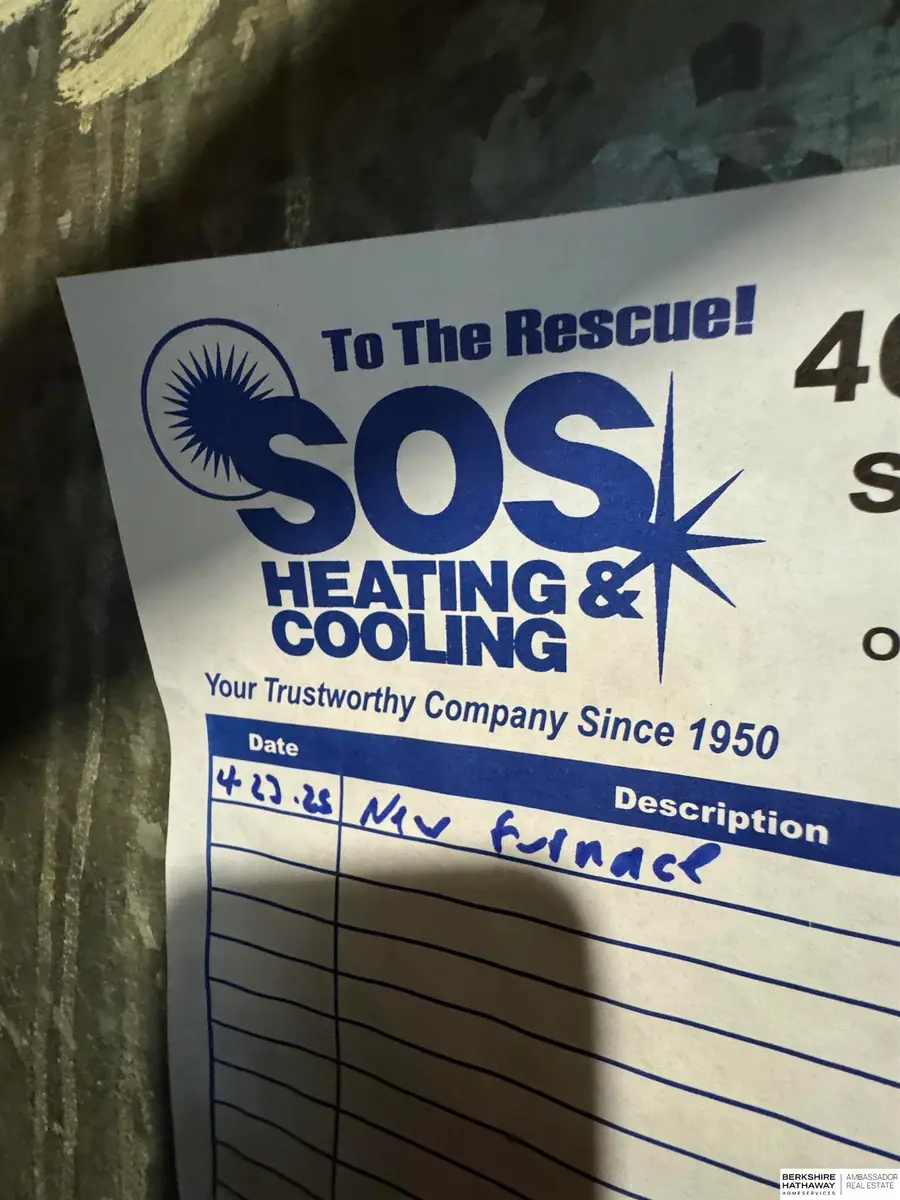 To The Rescue!
SOS
HEATING &
COOLING
Your Trustworthy Company Since 1950
Date
Description
4-23-25
New furnace
BERKSHIRE
HATHAWAY
HOMESERVICES
AMBASSADOR
REAL ESTATE